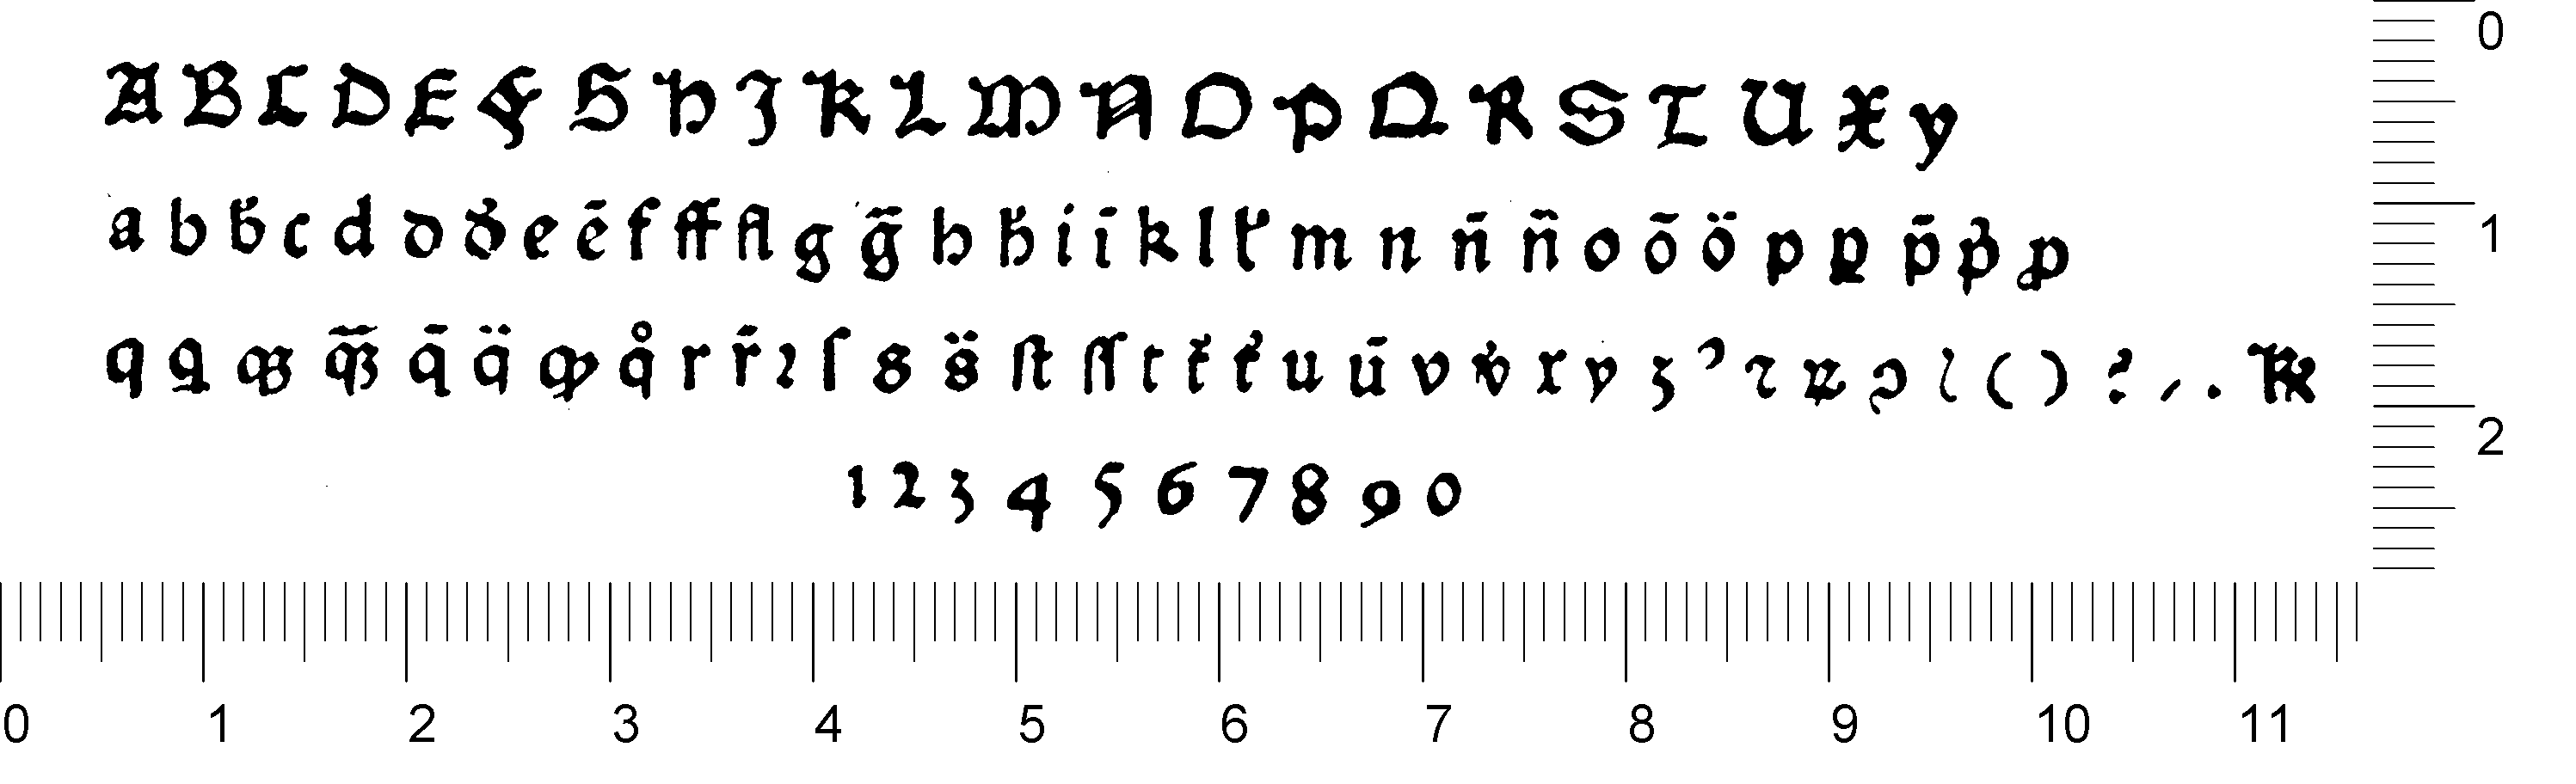 A B C D E F G H I K L M N O P Q R S T U X y
a b b̄ c d ꝺ ꝺ̄ e ē f ff fl g ḡ h h̄ i ī k l ł m n n̄ ñ o ō ö p ꝑ p̄ ṗ ꝓ
q ꝗ qꝫ q̄ꝫ q̄ q̈ ꝙ q̊ r r̄ ꝛ ſ s s̈ ſt ſſ t t̄ t̉ u ū v v̉ x y ꝫ ꝰ ꝛ ꝝ ꝯ ( ) ? / . ℞
1 2 3 4 5 6 7 8 9 0
0
1
2
0 1 2 3 4 5 6 7 8 9 10 11